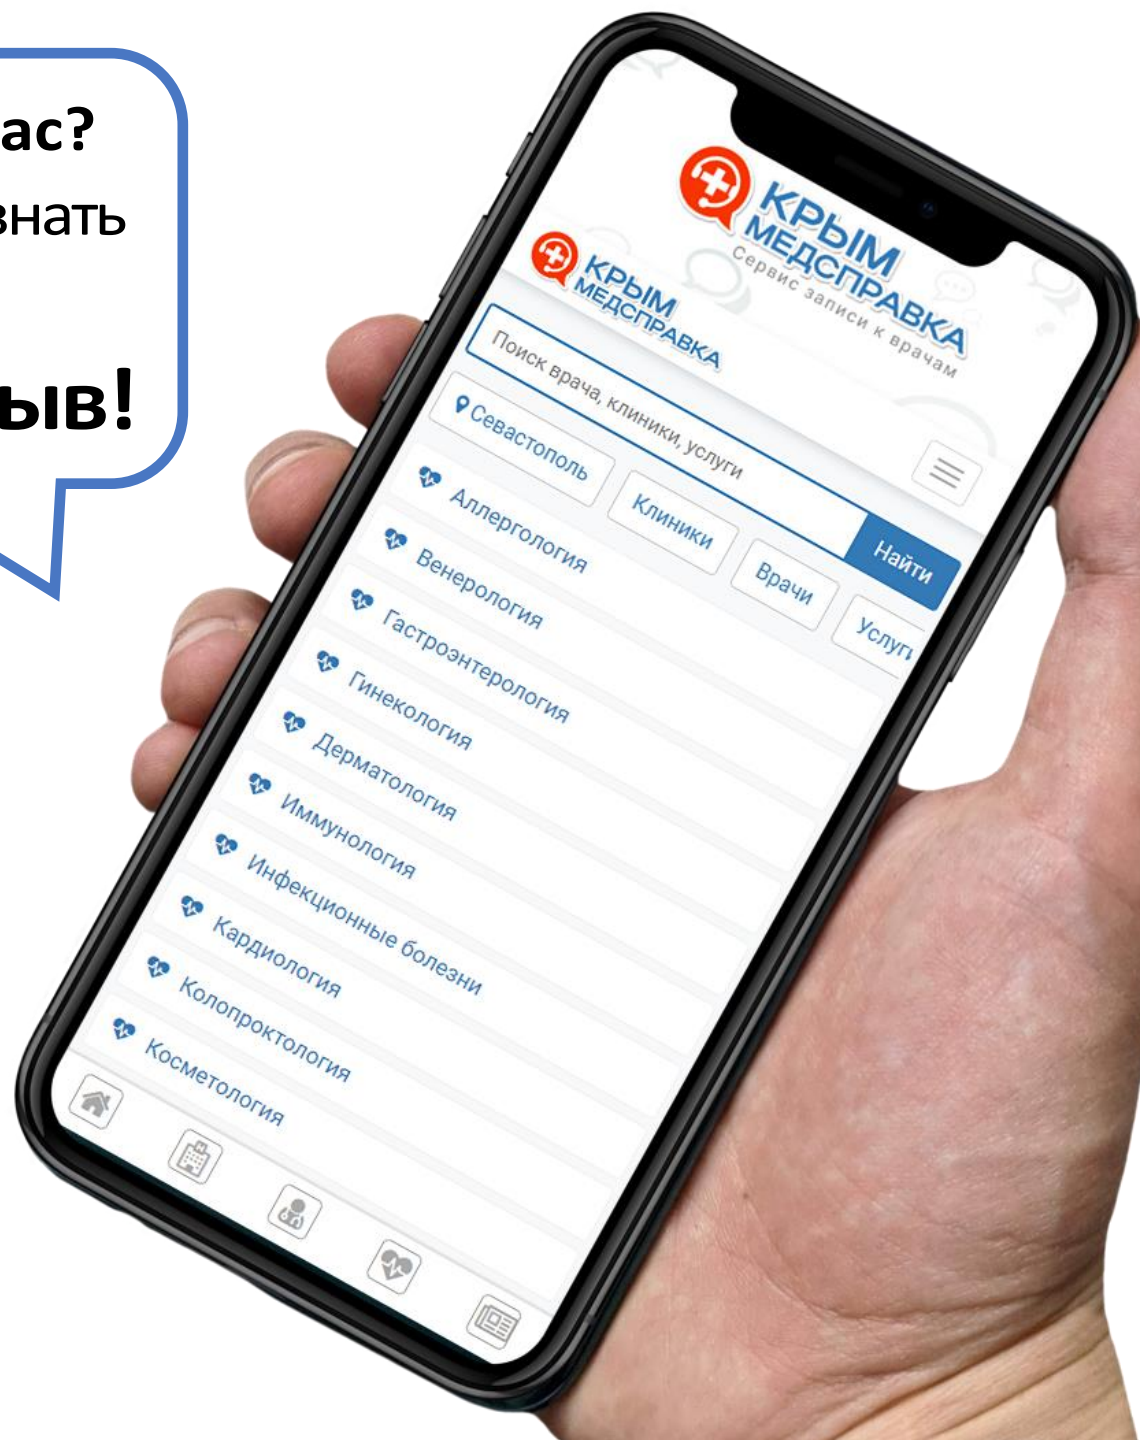 ас?
знать
ыв!
КРЫМ
МЕДСПРАВКА
Сервис записи к врачам
КРЫМ
МЕДСПРАВКА
Поиск врача, клиники, услуги
Найти
Севастополь
Клиники
Врачи
Услуги
Аллергология
Венерология
Гастроэнтерология
Гинекология
Дерматология
Иммунология
Инфекционные болезни
Кардиология
Колопроктология
Косметология